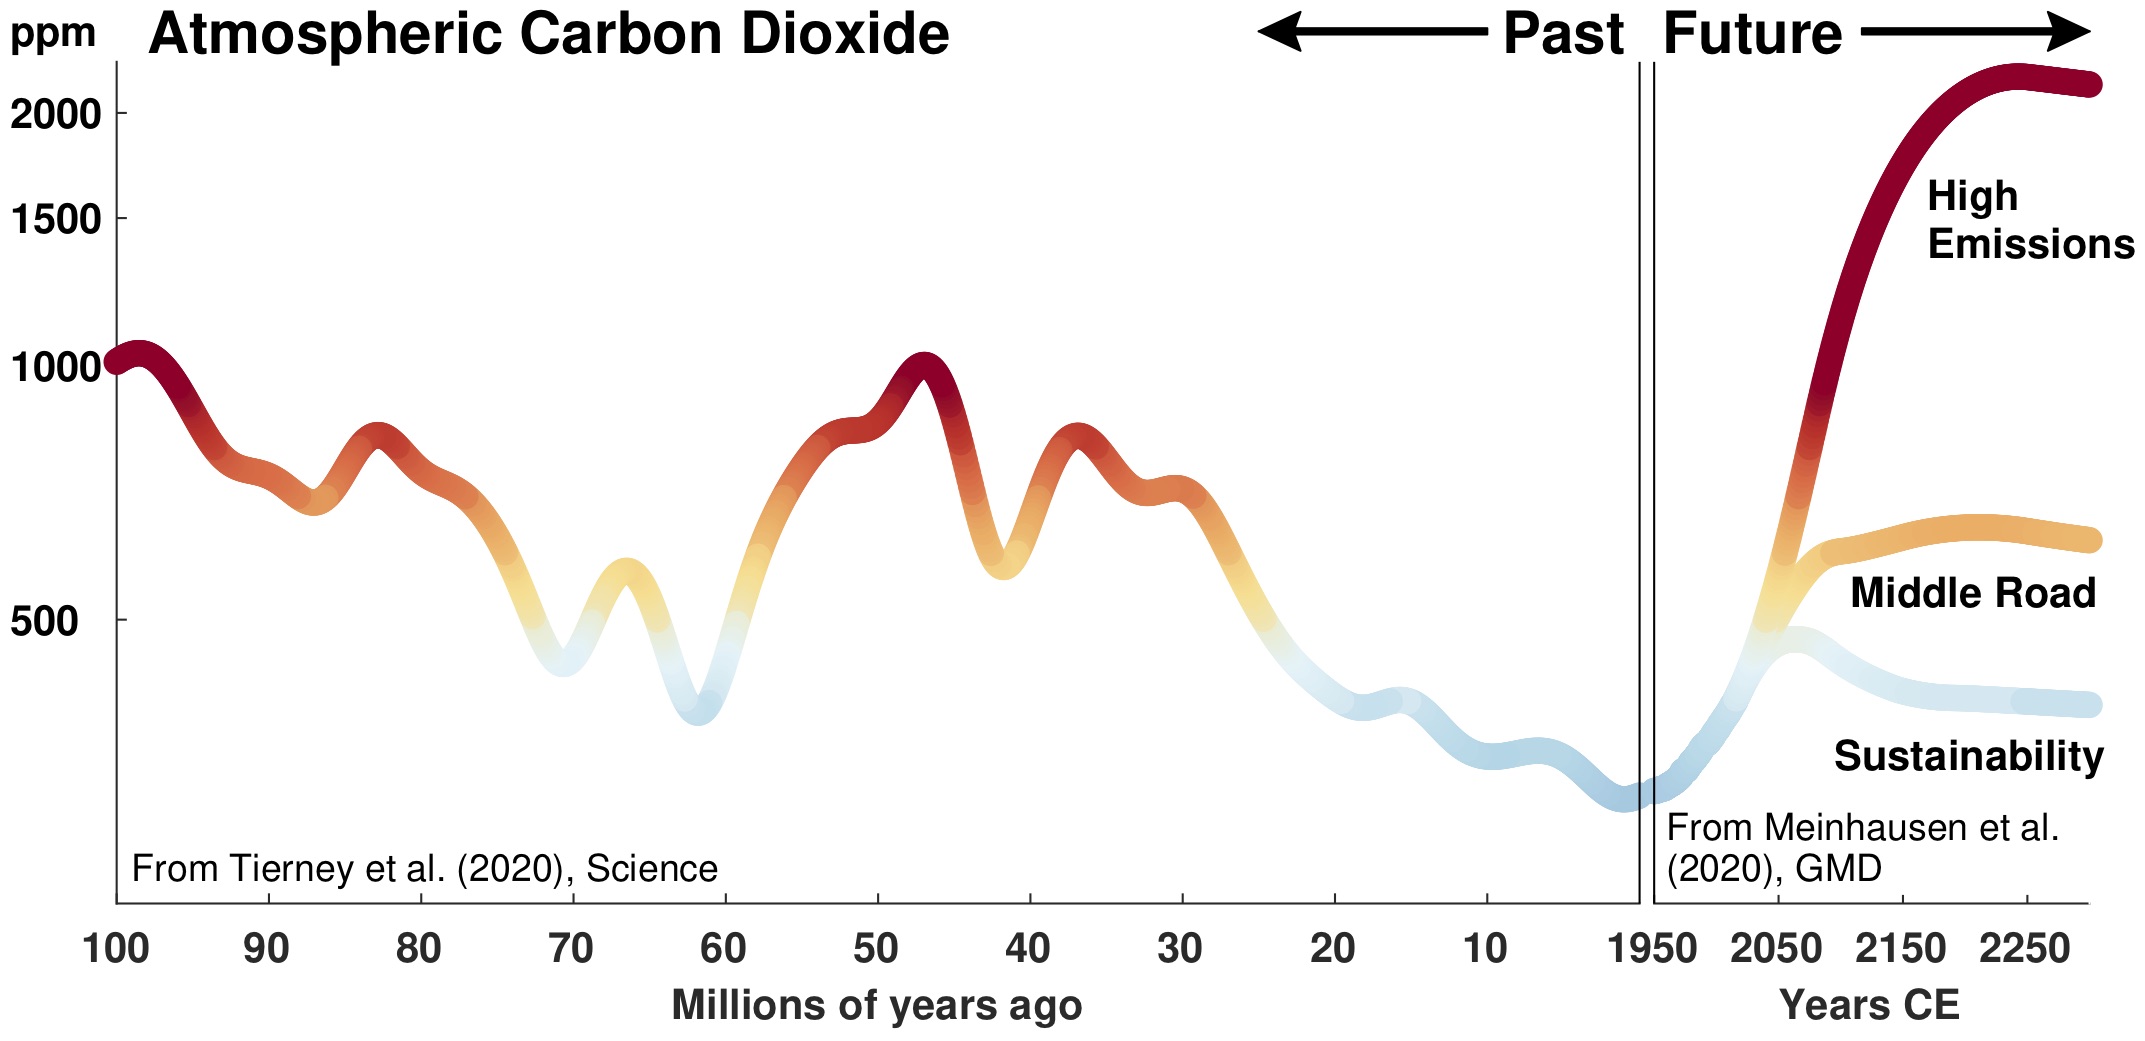 ppm
Atmospheric Carbon Dioxide
Past
Future
2000
1500
1000
500
High
Emissions
Middle Road
Sustainability
From Tierney et al. (2020), Science
From Meinhausen et al.
(2020), GMD
100 90 80 70 60 50 40 30 20 10 1950 2050 2150 2250
Millions of years ago
Years CE